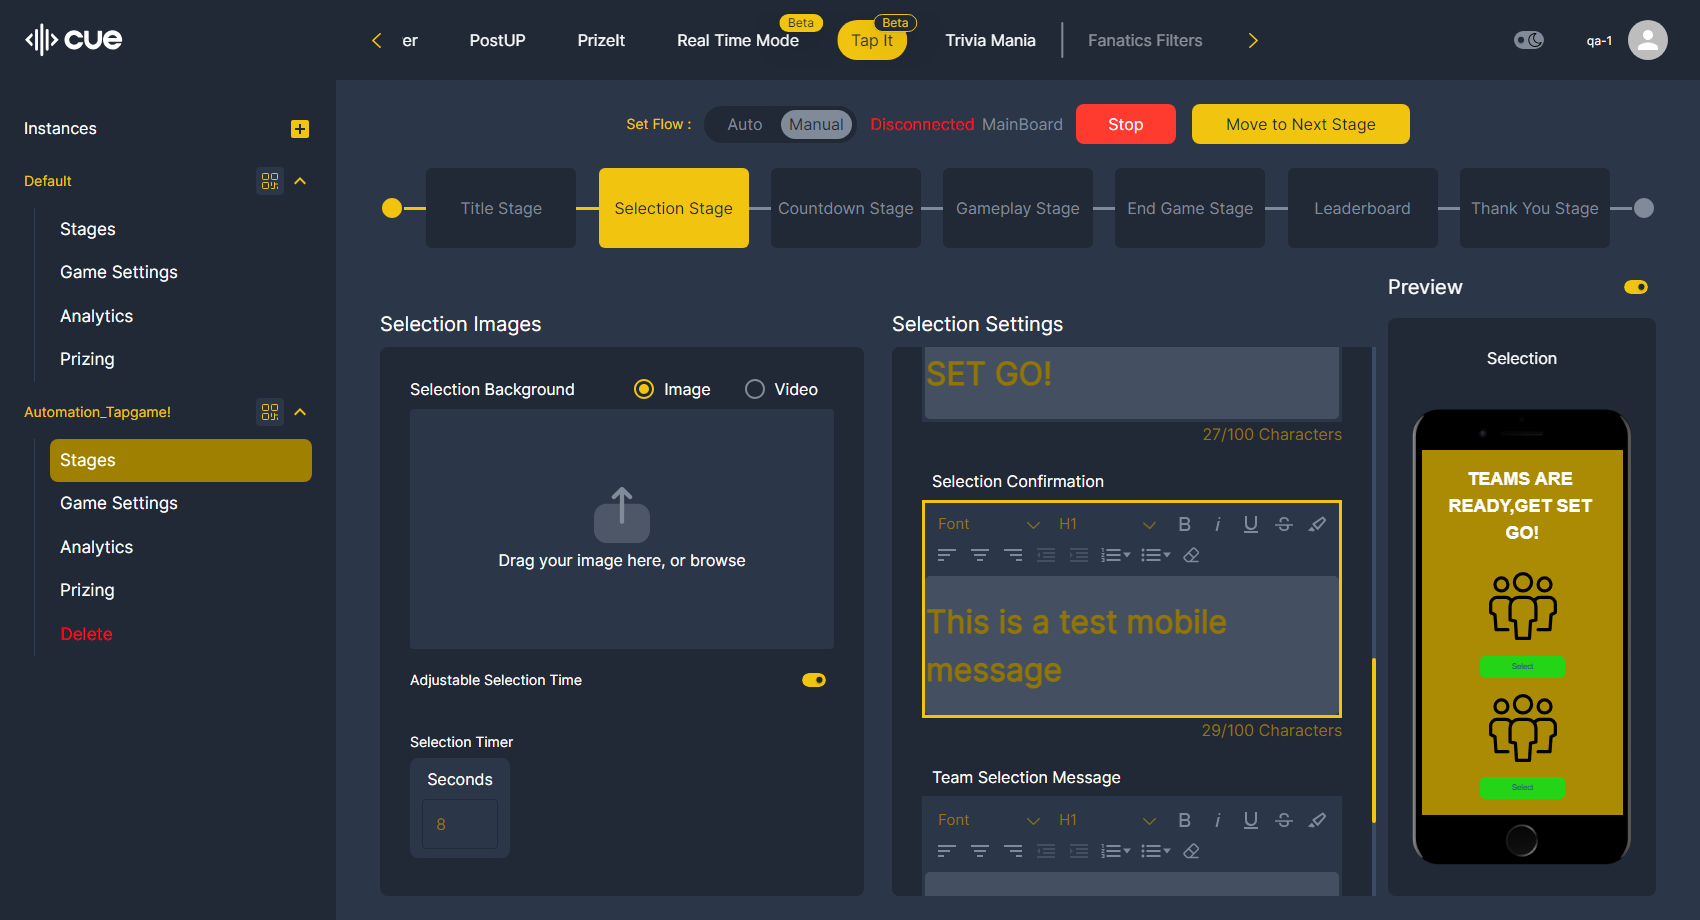 cue
er
PostUP
PrizeIt
Real Time Mode
Beta
Tap It
Beta
Trivia Mania
Fanatics Filters
qa-1
Instances
Default
Stages
Game Settings
Analytics
Prizing
Automation_Tapgame!
Stages
Game Settings
Analytics
Prizing
Delete
Set Flow :
Auto
Manual
Disconnected MainBoard
Stop
Move to Next Stage
Title Stage
Selection Stage
Countdown Stage
Gameplay Stage
End Game Stage
Leaderboard
Thank You Stage
Selection Images
Selection Background
Image
Video
Drag your image here, or browse
Adjustable Selection Time
Selection Timer
Seconds
8
Selection Settings
SET GO!
27/100 Characters
Selection Confirmation
Font
H1
This is a test mobile
message
29/100 Characters
Team Selection Message
Font
H1
Preview
Selection
TEAMS ARE
READY,GET SET
GO!
Select
Select